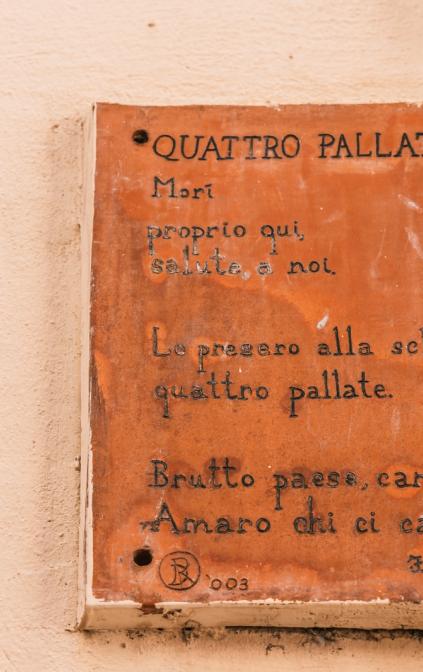 QUATTRO PALLAT
Morì
proprio qui,
salute a noi.
Lo presero alla sc
quattro pallate.
Brutto paese, car
Amaro chi ci ca
R '003